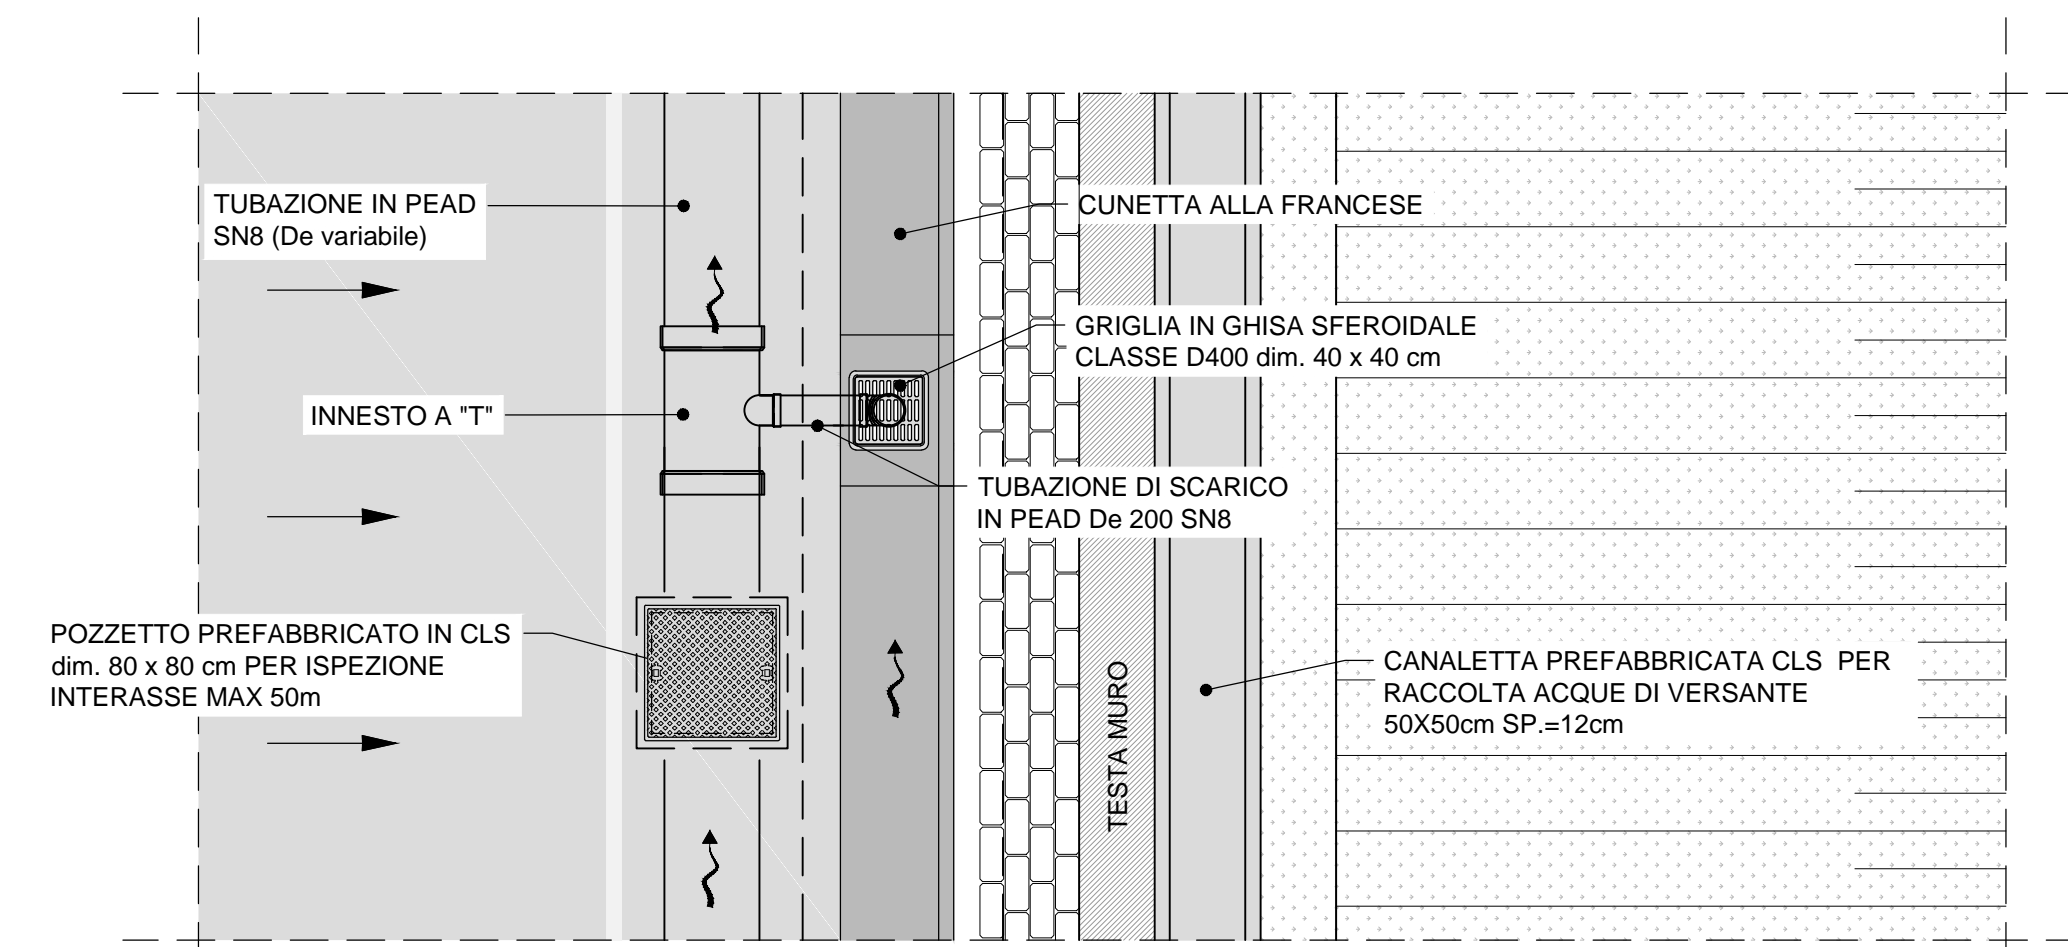 TUBAZIONE IN PEAD
SN8 (De variabile)
CUNETTA ALLA FRANCESE
GRIGLIA IN GHISA SFEROIDALE
CLASSE D400 dim. 40 x 40 cm
INNESTO A "T"
TUBAZIONE DI SCARICO
IN PEAD De 200 SN8
POZZETTO PREFABBRICATO IN CLS
dim. 80 x 80 cm PER ISPEZIONE
INTERASSE MAX 50m
TESTA MURO
CANALETTA PREFABBRICATA CLS  PER
RACCOLTA ACQUE DI VERSANTE
50X50cm SP.=12cm